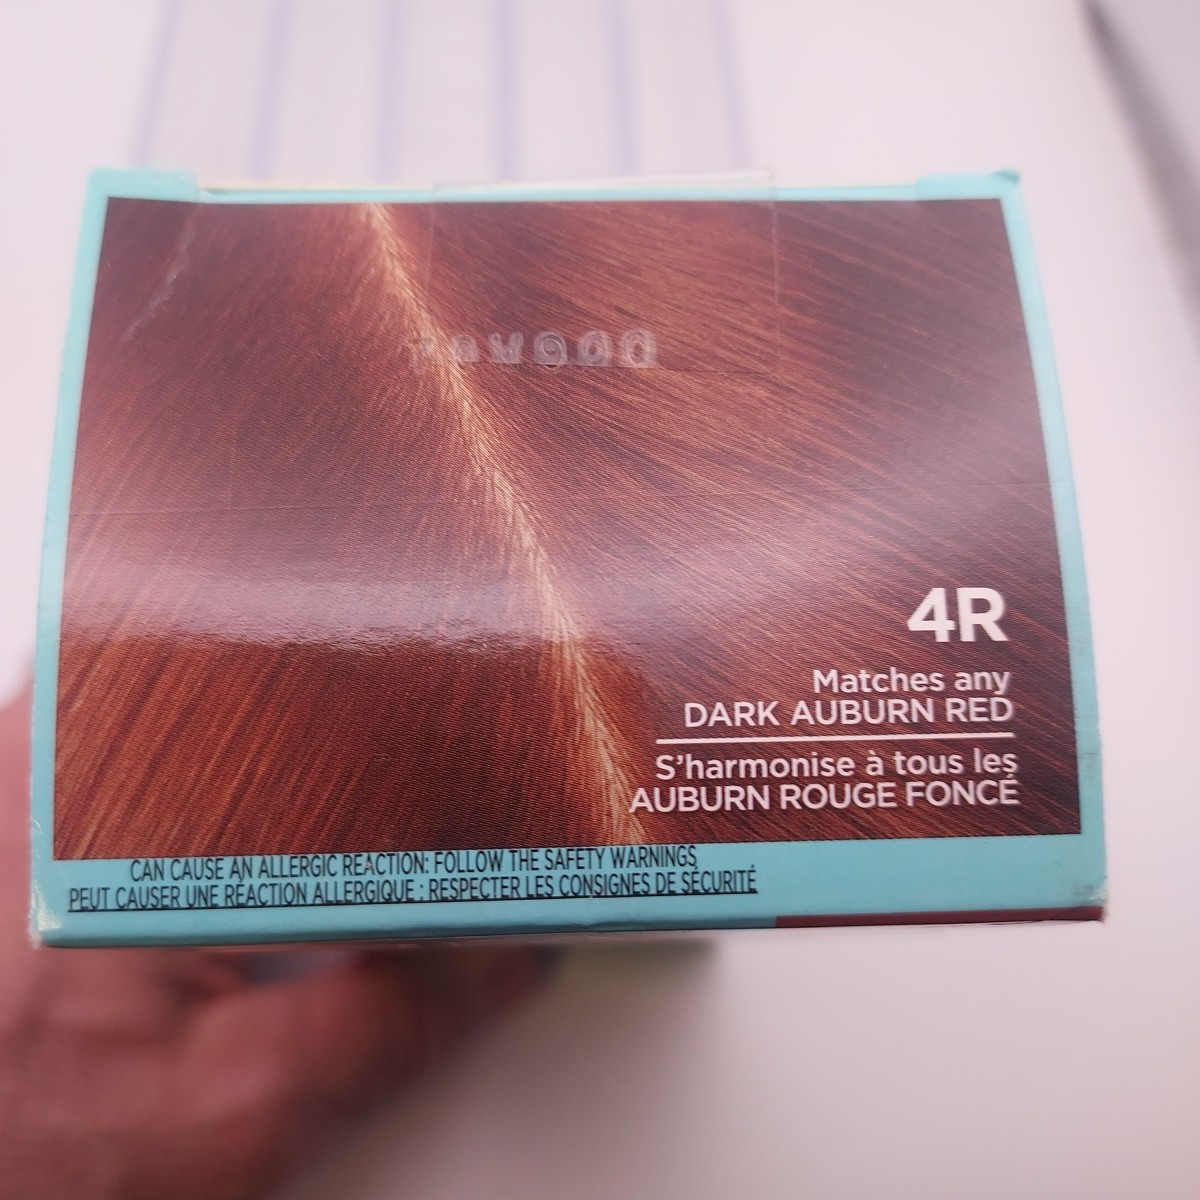 4R
Matches any
DARK AUBURN RED
S'harmonise à tous les
AUBURN ROUGE FONCÉ
CAN CAUSE AN ALLERGIC REACTION: FOLLOW THE SAFETY WARNINGS
PEUT CAUSER UNE RÉACTION ALLERGIQUE : RESPECTER LES CONSIGNES DE SÉCURITÉ